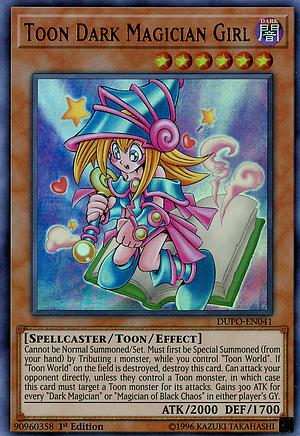 TOON DARK MAGICIAN GIRL
DARK
闇
DUPO-EN041
[SPELLCASTER/TOON/EFFECT]
Cannot be Normal Summoned/Set. Must first be Special Summoned (from
your hand) by Tributing 1 monster, while you control "Toon World". If
"Toon World" on the field is destroyed, destroy this card. Can attack your
opponent directly, unless they control a Toon monster, in which case
this card must target a Toon monster for its attacks. Gains 300 ATK for
every "Dark Magician" or "Magician of Black Chaos" in either player's GY.
ATK/2000 DEF/1700
90960358 1st Edition ©1996 KAZUKI TAKAHASHI